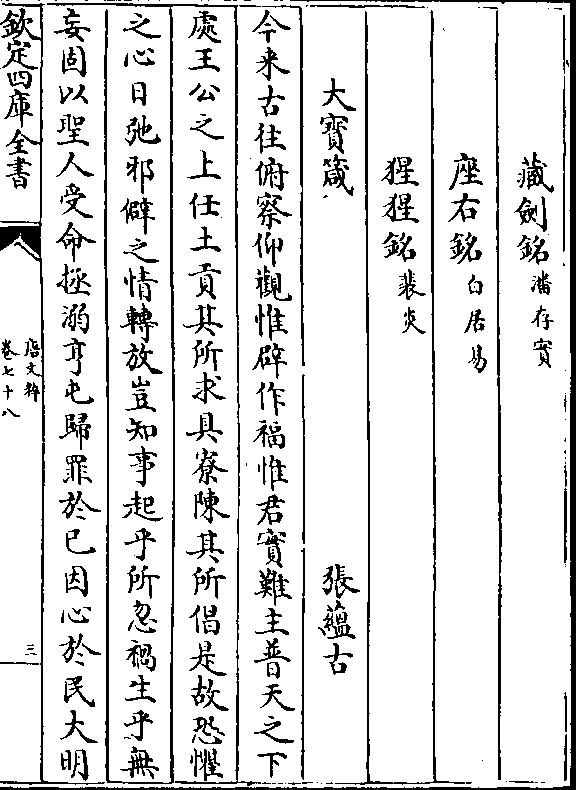 藏劍銘潘存實
座右銘白居易
猩猩銘裴炎
大寳箴 張蘊古
今来古往俯察仰觀惟辟作福惟君實難主普天之下
處王公之上任土貢其所求具寮陳其所倡是故恐懼
之心日弛邪僻之情轉放豈知事起乎所忽禍生乎無
妄固以聖人受命拯溺亨屯歸罪於已因心於民大明
欽定四庫全書
唐文粹
卷七十八
三